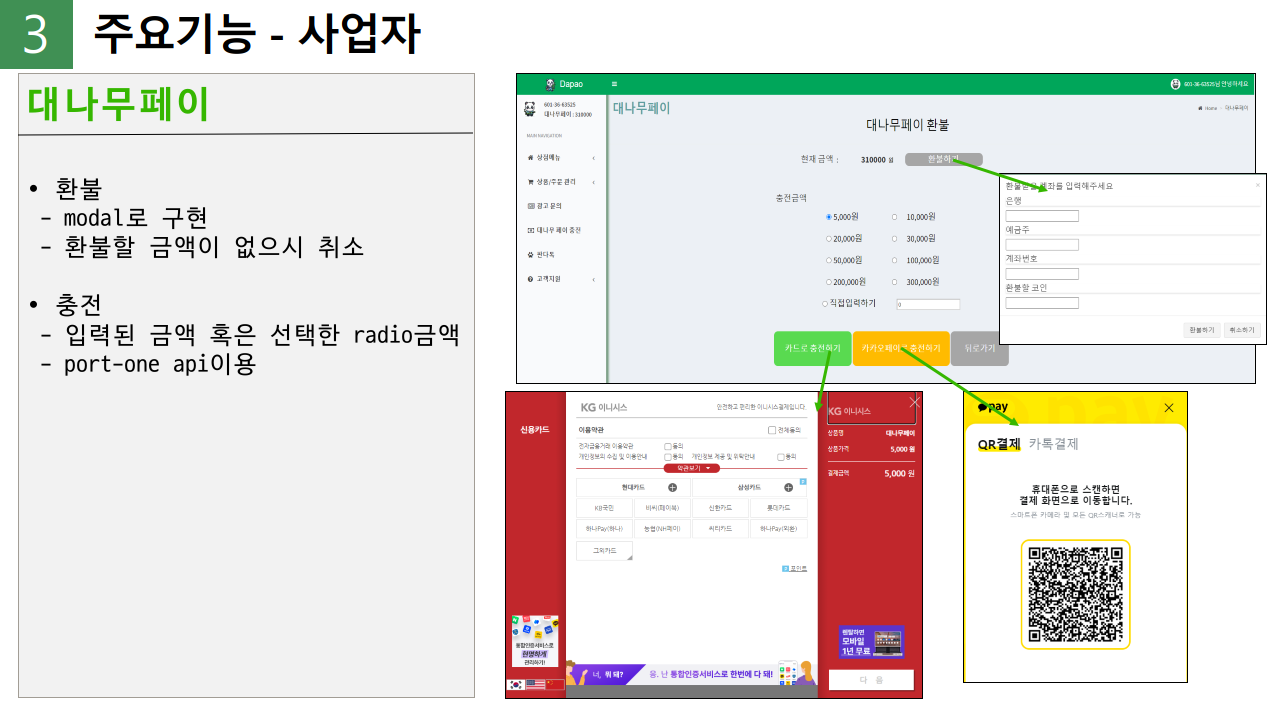 3 주요기능 - 사업자
대나무페이
• 환불
- modal로 구현
- 환불할 금액이 없으시 취소
• 충전
- 입력된 금액 혹은 선택한 radio금액
- port-one api이용
Dapao
601-36-63525님 안녕하세요
601-36-63525
대나무페이 : 310000
MAIN NAVIGATION
상점메뉴
상품/주문 관리
광고 문의
대나무 페이 충전
판다톡
고객지원
대나무페이
Home - 대나무페이
대나무페이 환불
현재 금액 : 310000 원 환불하기
충전금액
5,000원 10,000원
20,000원 30,000원
50,000원 100,000원
200,000원 300,000원
직접입력하기 0
카드로 충전하기 카카오페이로 충전하기 뒤로가기
환불받을 계좌를 입력해주세요 ×
은행
예금주
계좌번호
환불할 코인
환불하기 취소하기
신용카드
KG 이니시스 안전하고 편리한 이니시스결제입니다.
이용약관 전체동의
전자금융거래 이용약관 동의
개인정보의 수집 및 이용안내 동의 개인정보 제공 및 위탁안내 동의
약관보기
현대카드 삼성카드 P
KB국민 비씨(페이북) 신한카드 롯데카드
하나Pay(하나) 농협(NH페이) 씨티카드 하나Pay(외환)
그외카드
P 포인트
통합인증서비스로
현명하게
관리하기!
너, 뭐 돼? 응. 난 통합인증서비스로 한번에 다 돼!
KG 이니시스
상품명 대나무페이
상품가격 5,000 원
결제금액 5,000 원
렌탈하면
모바일
1년 무료
다 음
pay
QR결제 카톡결제
휴대폰으로 스캔하면
결제 화면으로 이동합니다.
스마트폰 카메라 및 모든 QR스캐너로 가능